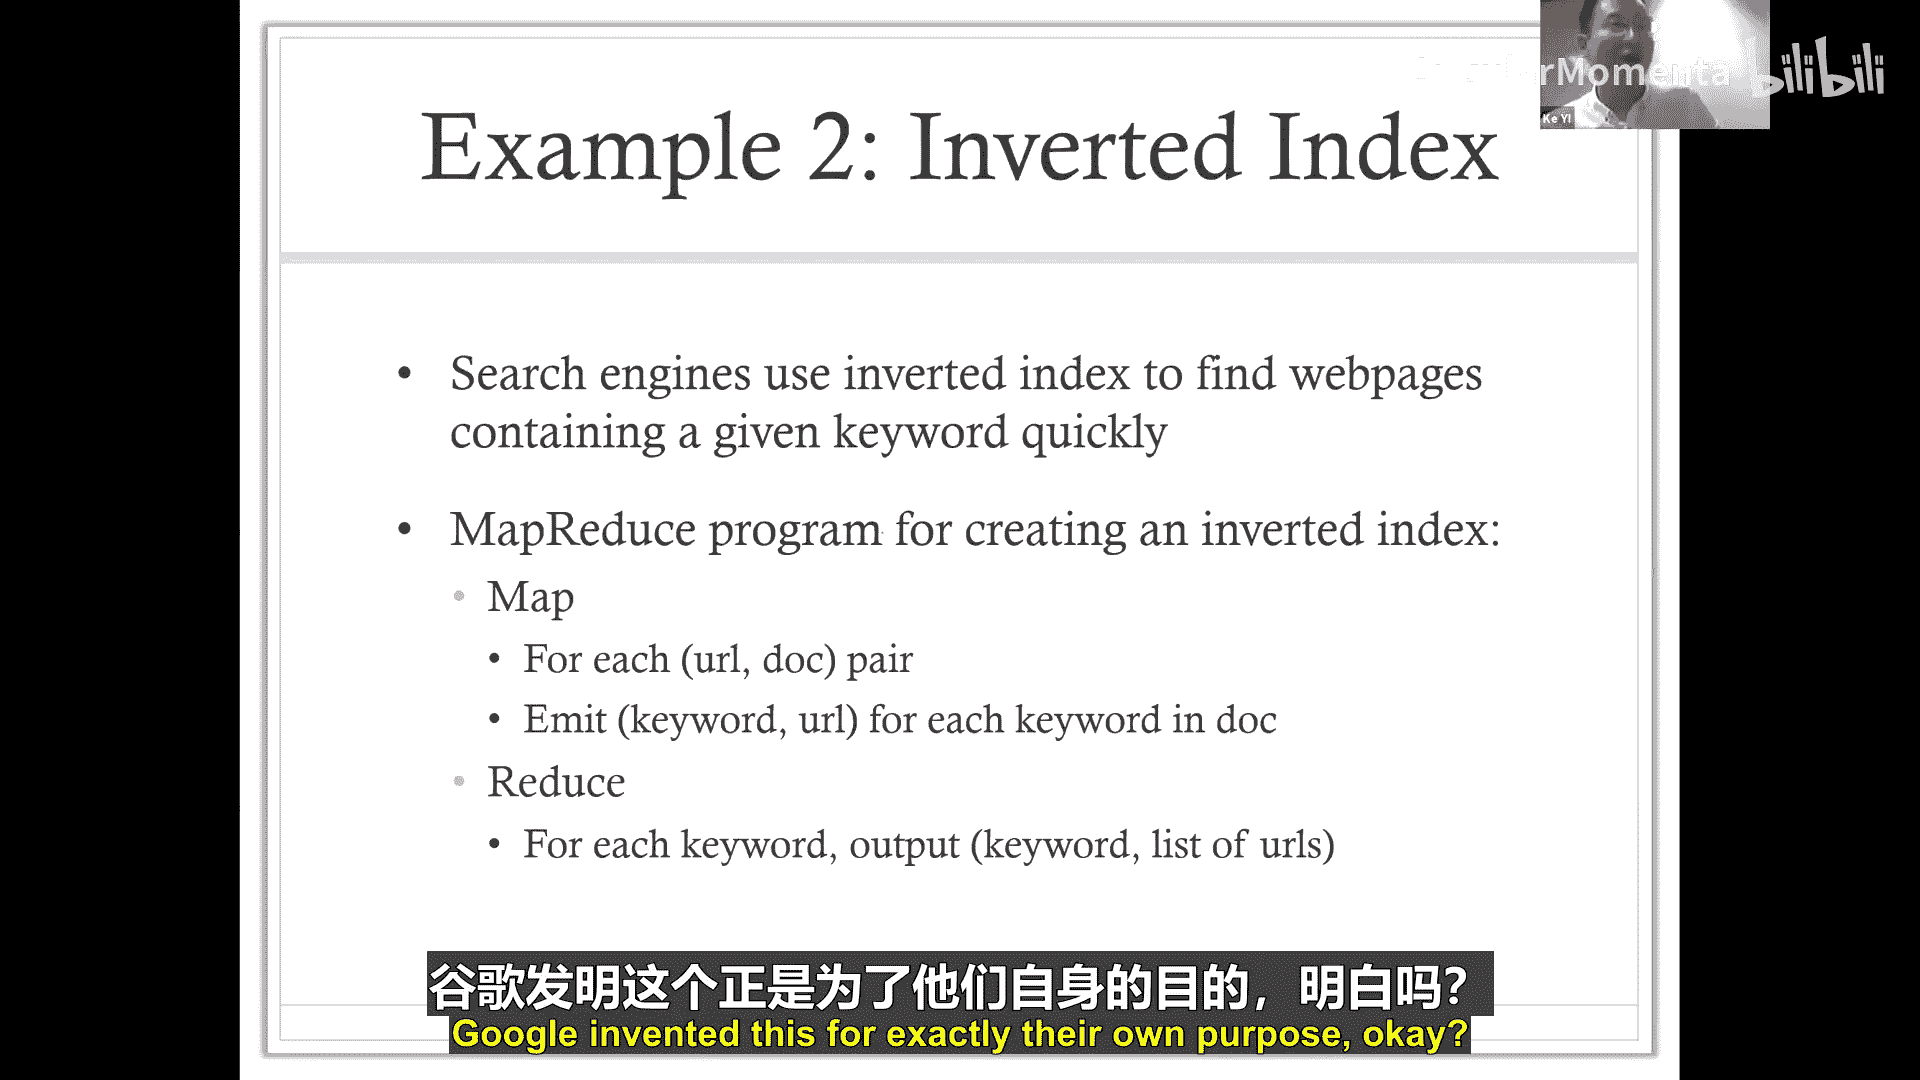 rMomenta
bilibili
Ke YI
Example 2: Inverted Index
• Search engines use inverted index to find webpages
containing a given keyword quickly
• MapReduce program for creating an inverted index:
• Map
• For each (url, doc) pair
• Emit (keyword, url) for each keyword in doc
• Reduce
• For each keyword, output (keyword, list of urls)
谷歌发明这个正是为了他们自身的目的，明白吗？
Google invented this for exactly their own purpose, okay?